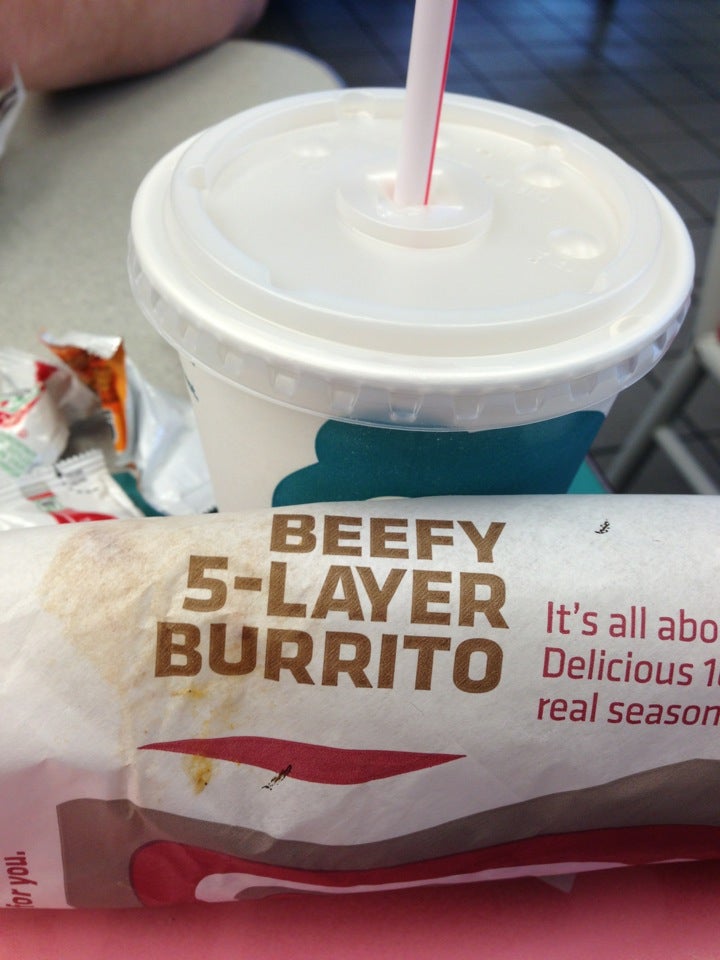 BEEFY
5-LAYER
BURRITO
It's all abo
Delicious 1
real season
or you.